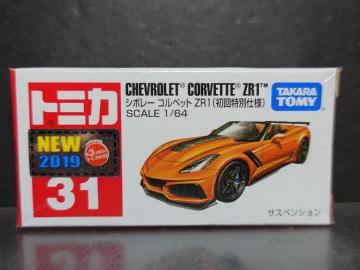 トミカ
NEW
2019
31
CHEVROLET® CORVETTE® ZR1™
シボレー コルベット ZR1(初回特別仕様)
SCALE 1/64
TAKARA
TOMY
サスペンション